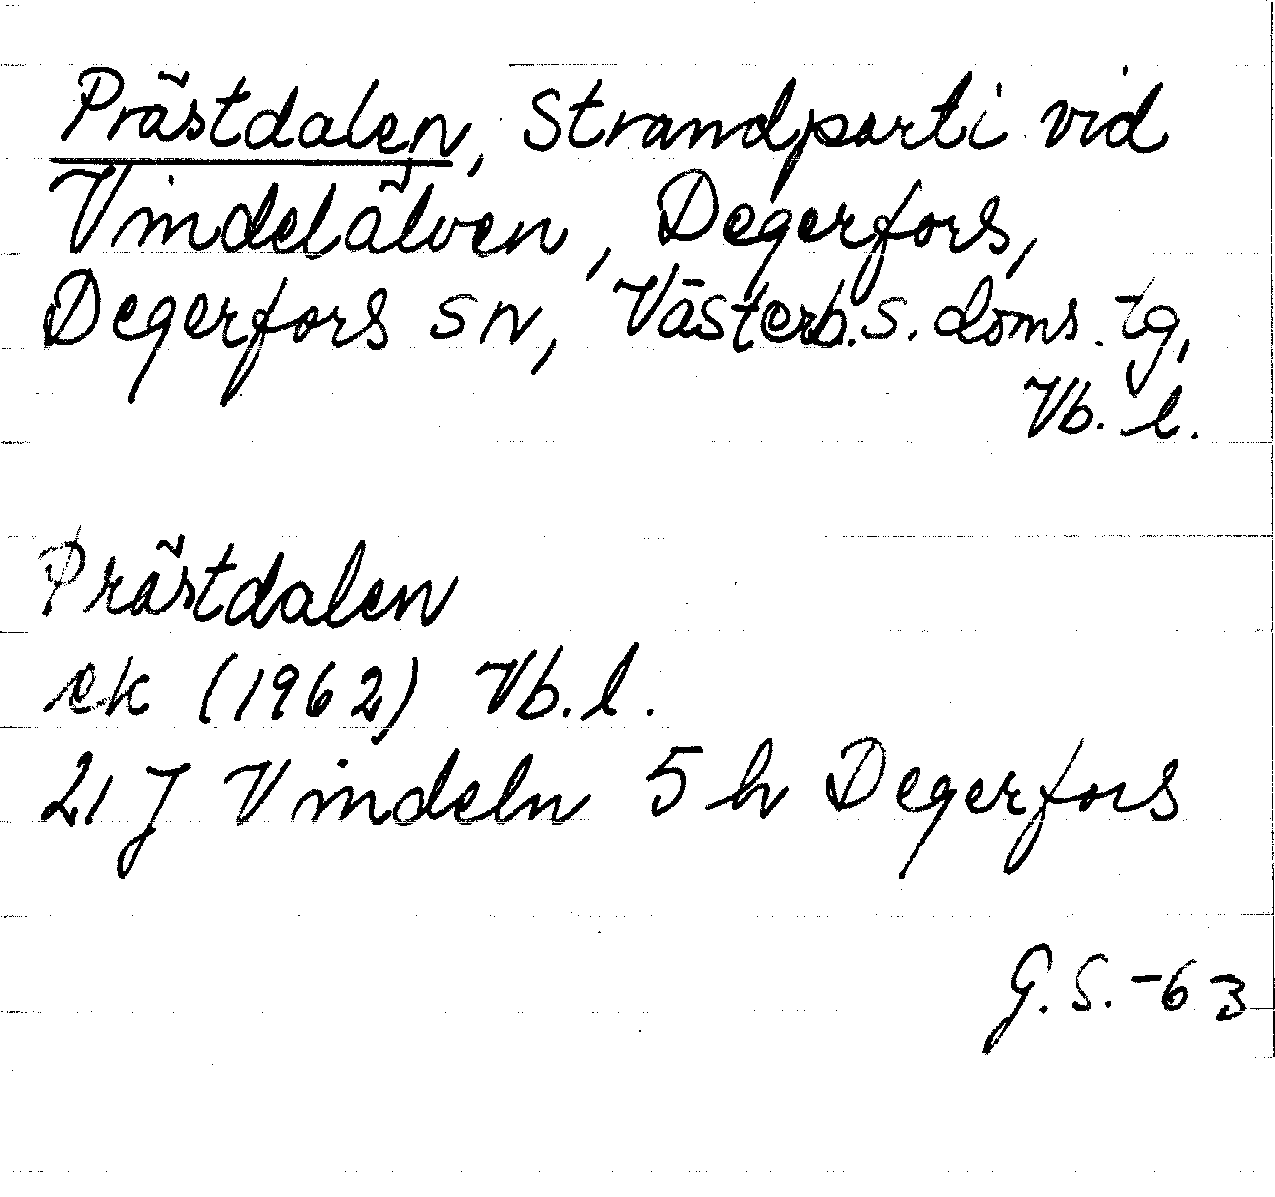 Prästdalen, Strandparti vid
Vindelälven, Degerfors,
Degerfors sn, Västerb. s. doms. tg,
Vb. l.
Prästdalen
ek (1962) Vb. l.
21 J Vindeln 5 h Degerfors
G. S. -63